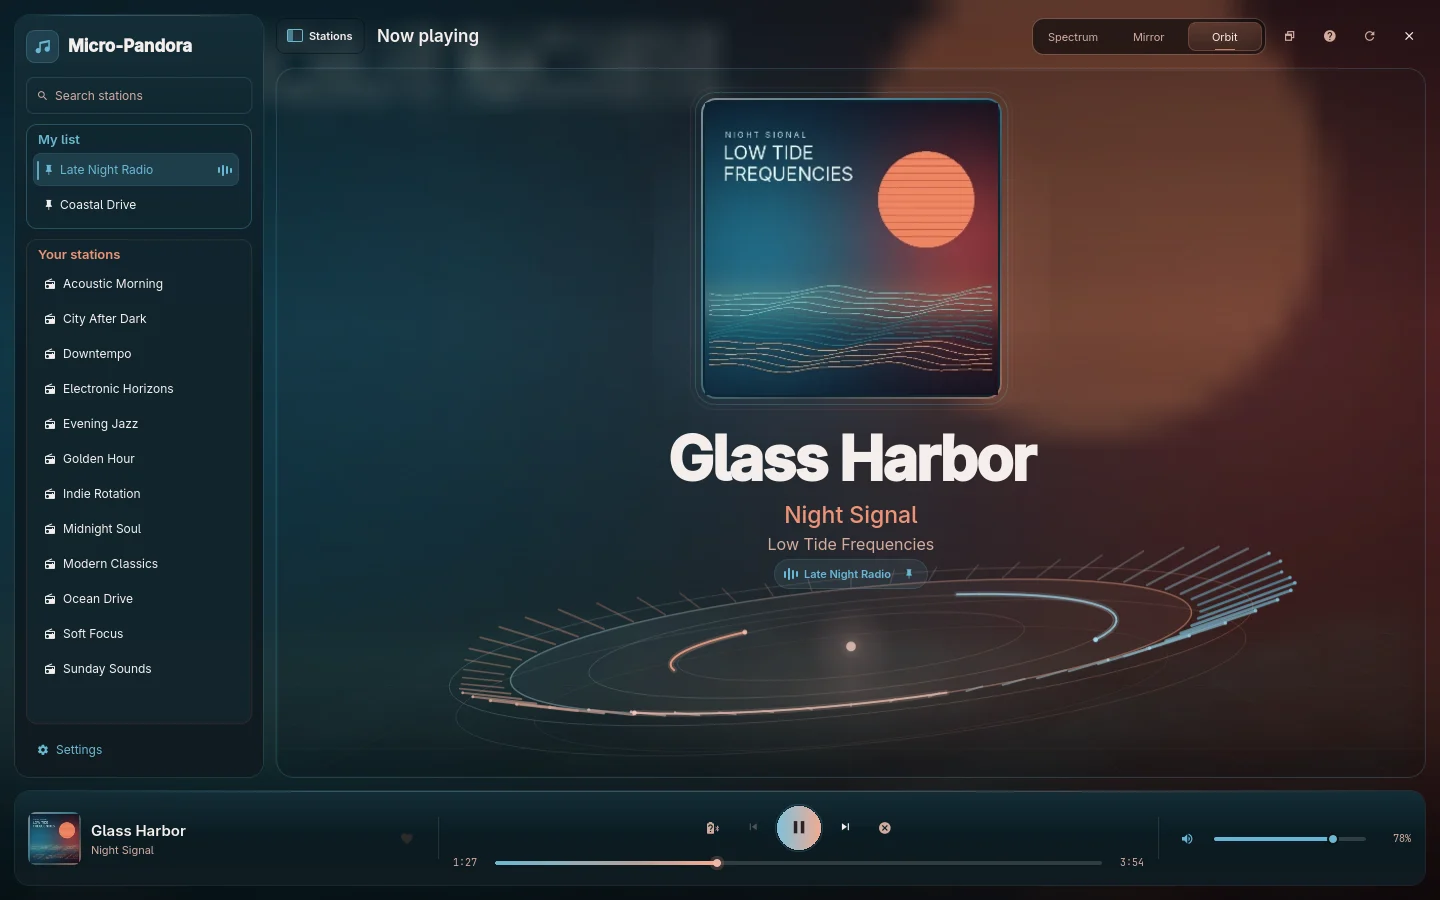 Micro-Pandora
Search stations
My list
Late Night Radio
Coastal Drive
Your stations
Acoustic Morning
City After Dark
Downtempo
Electronic Horizons
Evening Jazz
Golden Hour
Indie Rotation
Midnight Soul
Modern Classics
Ocean Drive
Soft Focus
Sunday Sounds
Settings
Stations
Now playing
Spectrum
Mirror
Orbit
NIGHT SIGNAL
LOW TIDE
FREQUENCIES
Glass Harbor
Night Signal
Low Tide Frequencies
Late Night Radio
LOW TIDE
FREQUENCIES
Glass Harbor
Night Signal
1:27
3:54
78%